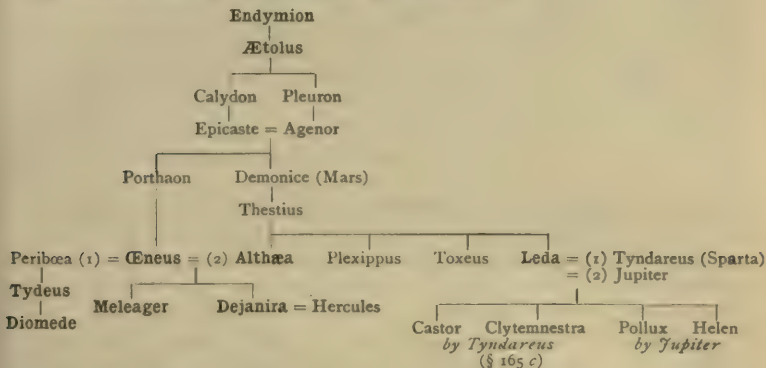 Endymion
Ætolus
Calydon Pleuron
Epicaste = Agenor
Porthaon Demonice (Mars)
Thestius
Peribœa (1) = Œneus = (2) Althæa Plexippus Toxeus Leda = (1) Tyndareus (Sparta)
= (2) Jupiter
Tydeus
Meleager Dejanira = Hercules
Diomede
Castor Clytemnestra Pollux Helen
by Tyndareus by Jupiter
(§ 165 c)